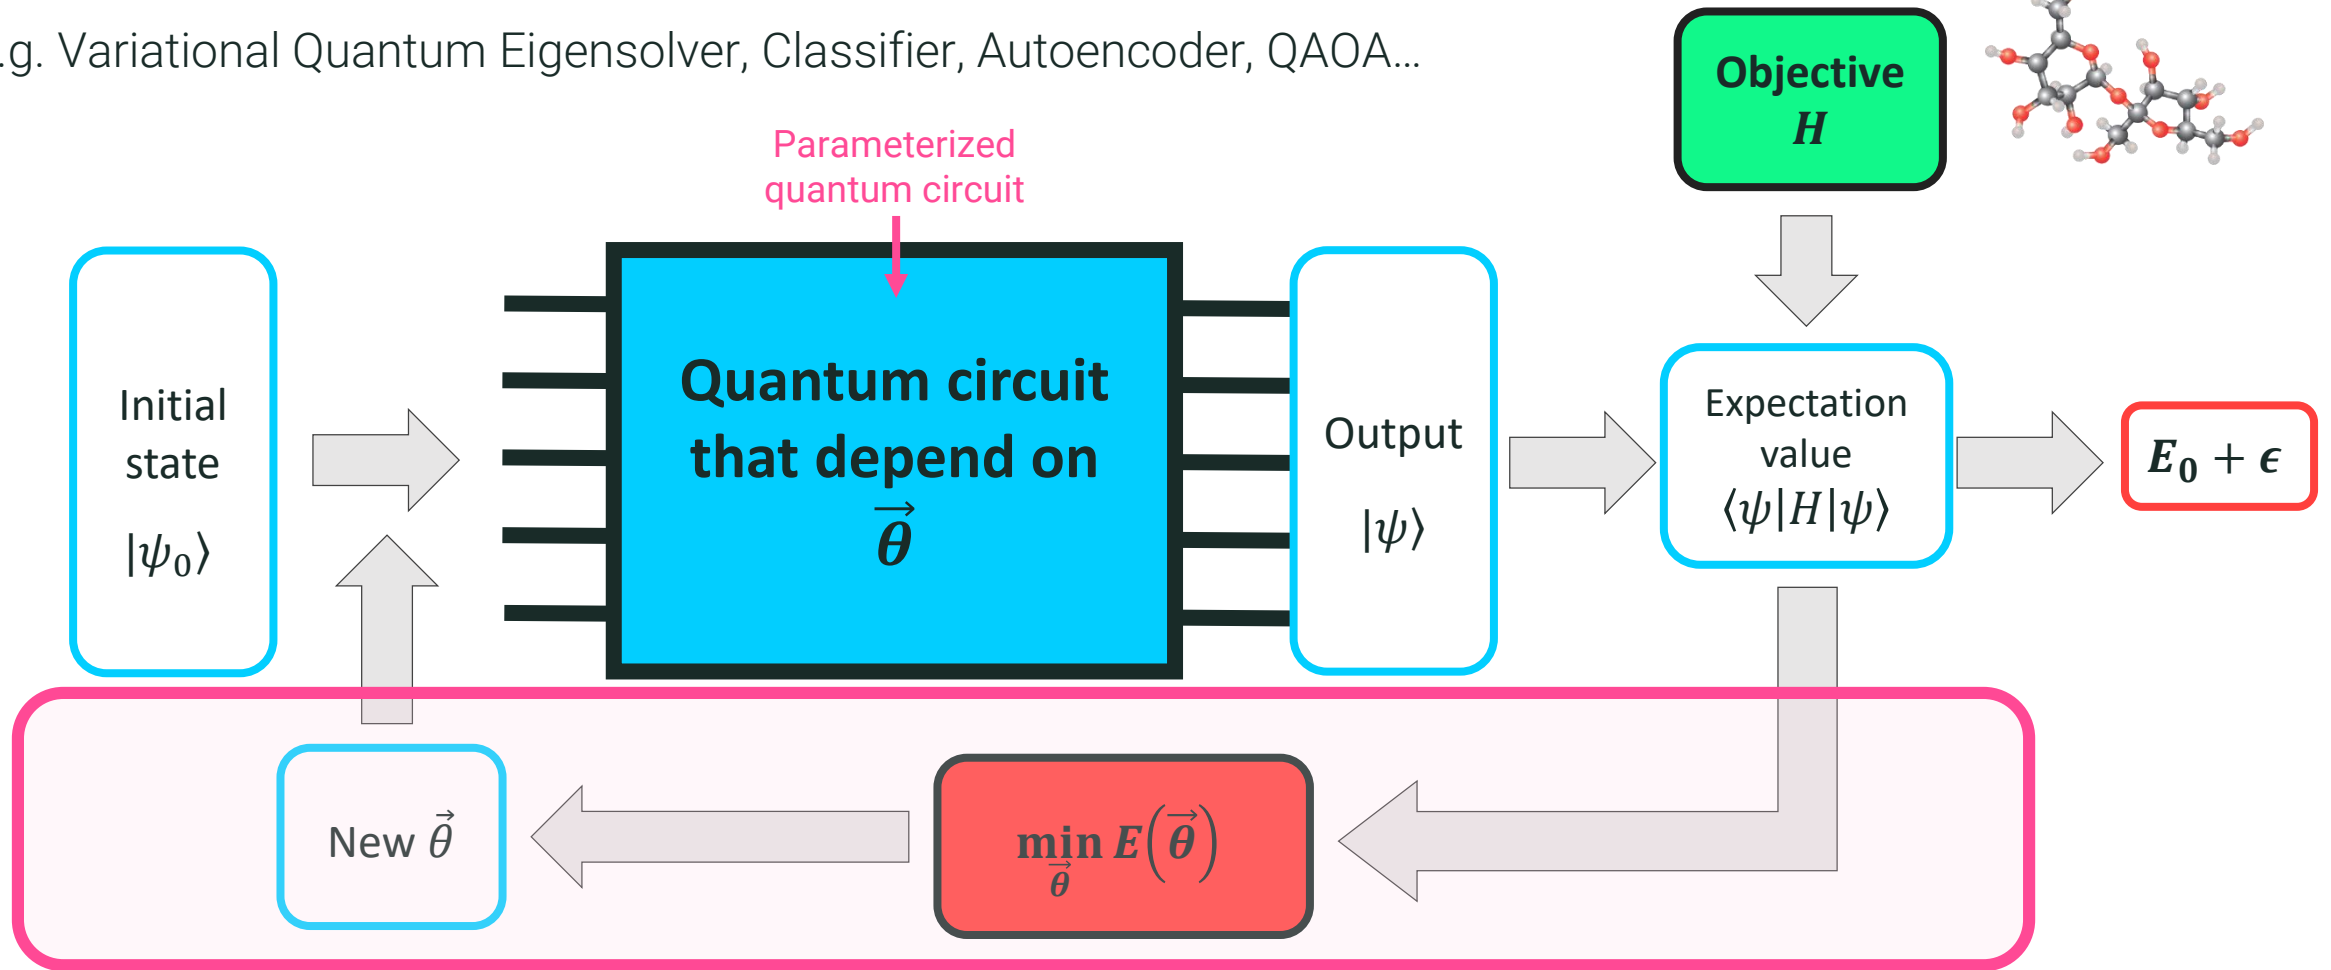 .g. Variational Quantum Eigensolver, Classifier, Autoencoder, QAOA…
Objective
H
Parameterized
quantum circuit
Initial
state
|ψ₀⟩
Quantum circuit
that depend on
θ⃗
Output
|ψ⟩
Expectation
value
⟨ψ|H|ψ⟩
E₀ + ϵ
New θ⃗
min E(θ⃗)
θ⃗